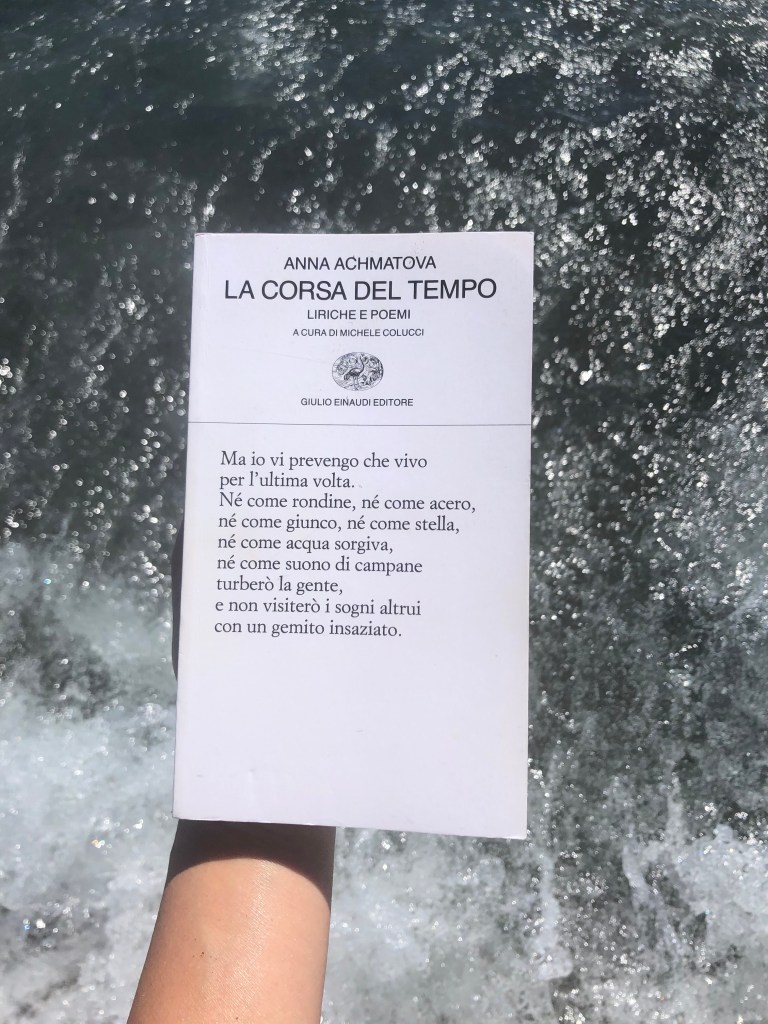 ANNA ACHMATOVA
LA CORSA DEL TEMPO
LIRICHE E POEMI
A CURA DI MICHELE COLUCCI
GIULIO EINAUDI EDITORE
Ma io vi prevengo che vivo
per l'ultima volta.
Né come rondine, né come acero,
né come giunco, né come stella,
né come acqua sorgiva,
né come suono di campane
turberò la gente,
e non visiterò i sogni altrui
con un gemito insaziato.